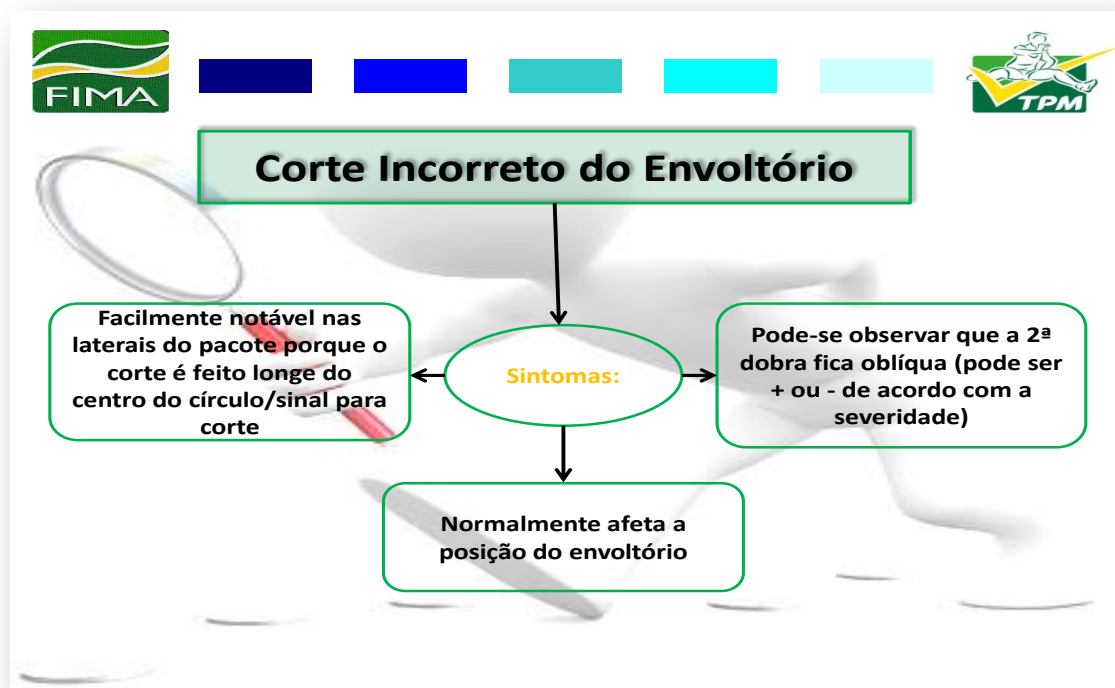 FIMA
TPM
Corte Incorreto do Envoltório
Facilmente notável nas
laterais do pacote porque o
corte é feito longe do
centro do círculo/sinal para
corte
Sintomas:
Pode-se observar que a 2ª
dobra fica oblíqua (pode ser
+ ou - de acordo com a
severidade)
Normalmente afeta a
posição do envoltório